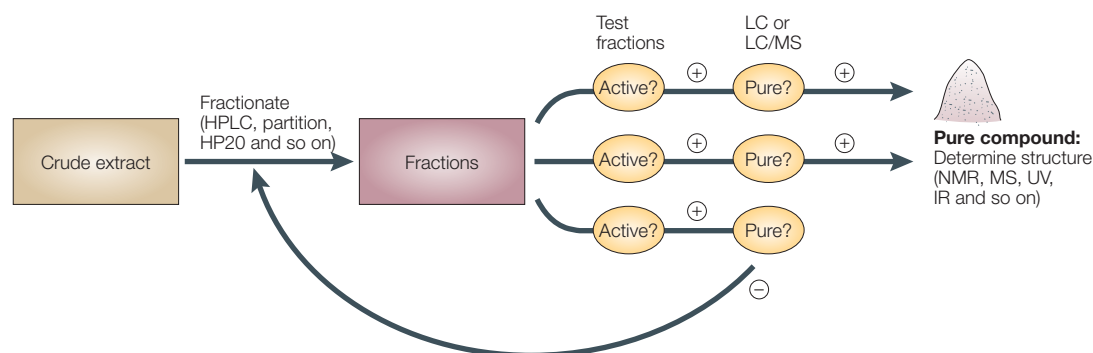 Test
fractions
LC or
LC/MS
Active?
+
Pure?
+
Fractionate
(HPLC, partition,
HP20 and so on)
Crude extract
Fractions
Active?
+
Pure?
+
Pure compound:
Determine structure
(NMR, MS, UV,
IR and so on)
Active?
+
Pure?
−